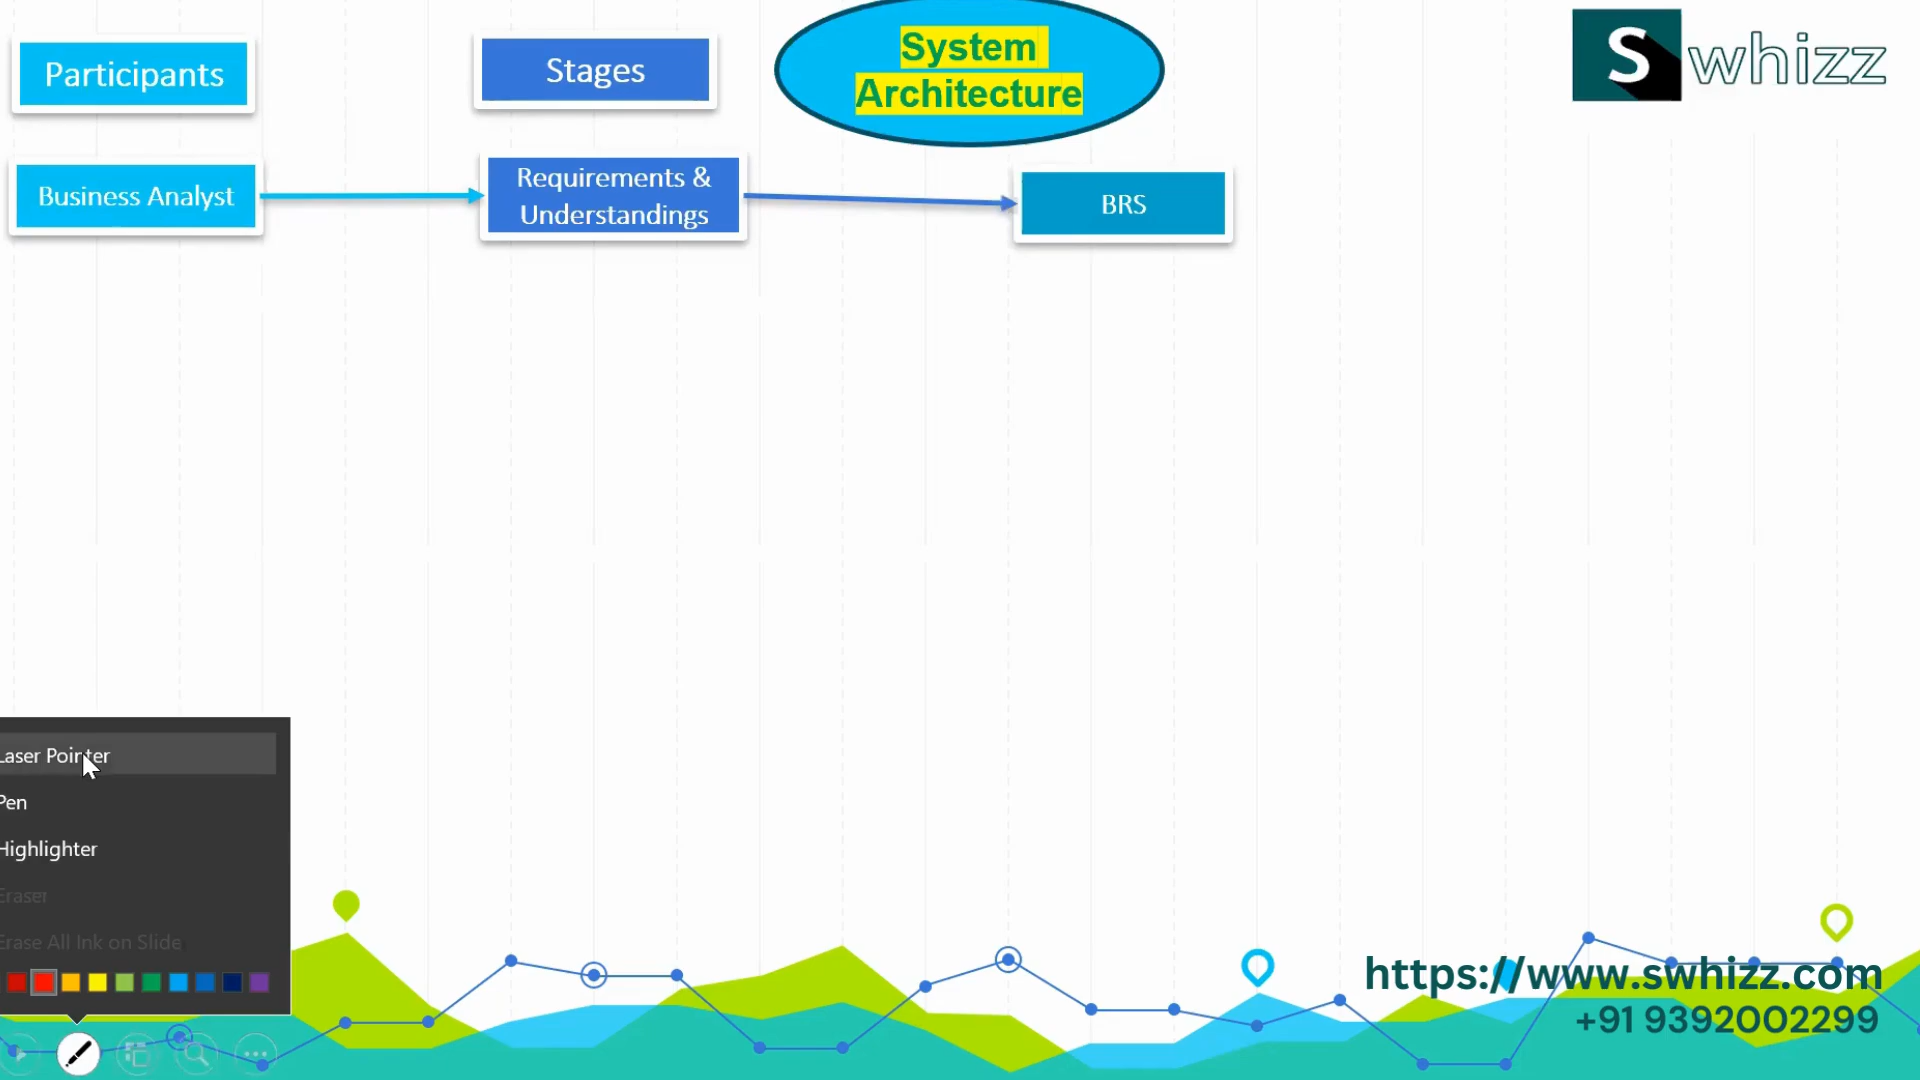 Participants
Stages
System
Architecture
Swhizz
Business Analyst
Requirements &
Understandings
BRS
Laser Pointer
Pen
Highlighter
Eraser
Erase All Ink on Slide
https://www.swhizz.com
+91 9392002299